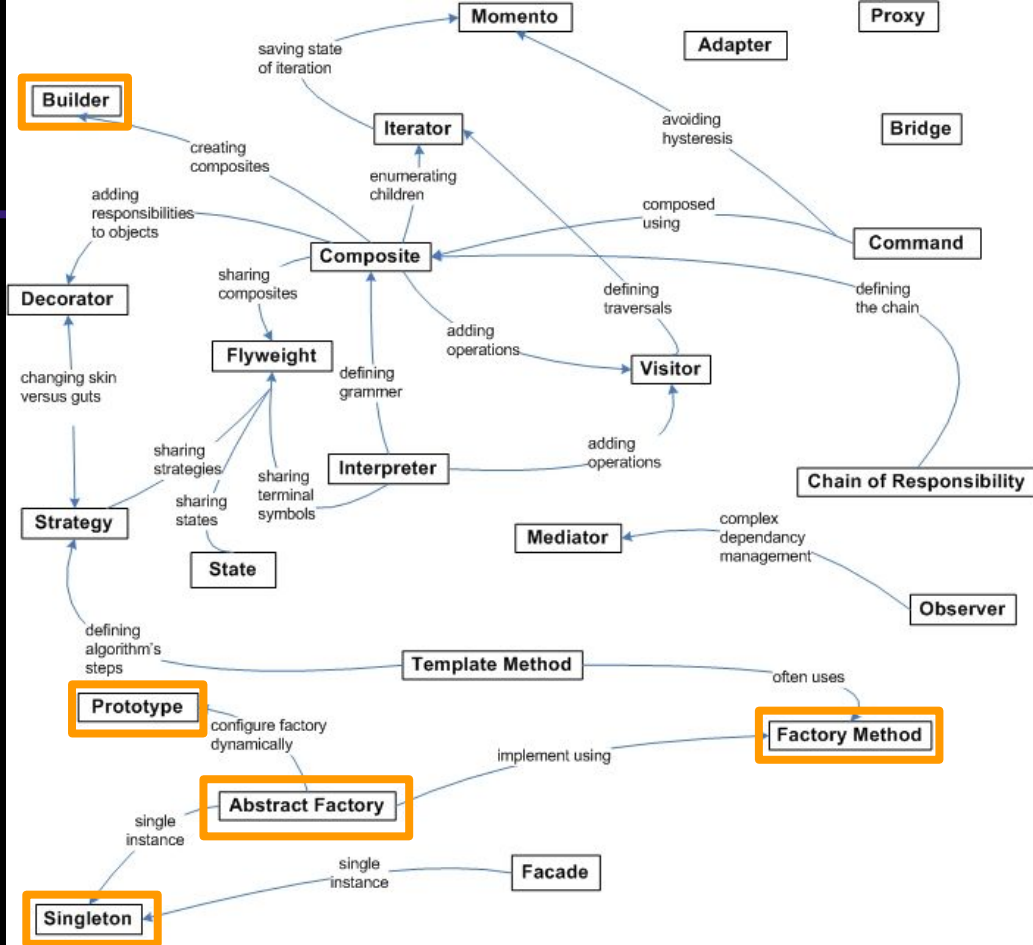 Momento
Proxy
Adapter
saving state
of iteration
Builder
Iterator
avoiding
hysteresis
Bridge
creating
composites
enumerating
children
adding
responsibilities
to objects
composed
using
Command
Composite
sharing
composites
defining
traversals
defining
the chain
Decorator
adding
operations
Flyweight
Visitor
changing skin
versus guts
defining
grammer
sharing
strategies
adding
operations
Interpreter
sharing
terminal
symbols
Chain of Responsibility
sharing
states
Strategy
Mediator
complex
dependancy
management
State
Observer
defining
algorithm's
steps
Template Method
often uses
Prototype
configure factory
dynamically
Factory Method
implement using
Abstract Factory
single
instance
single
instance
Facade
Singleton